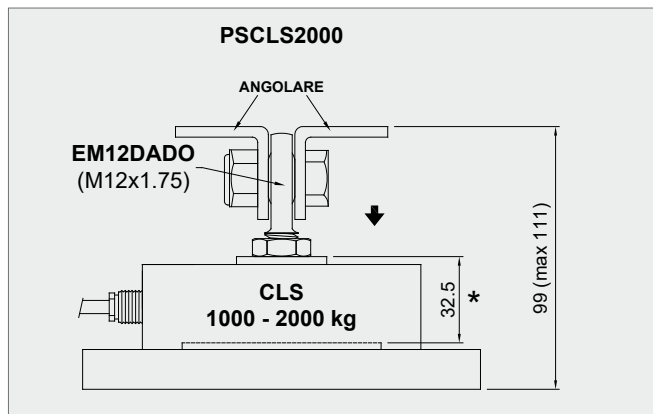 PSCLS2000
ANGOLARE
EM12DADO
(M12x1.75)
CLS
1000 - 2000 kg
32.5 *
99 (max 111)